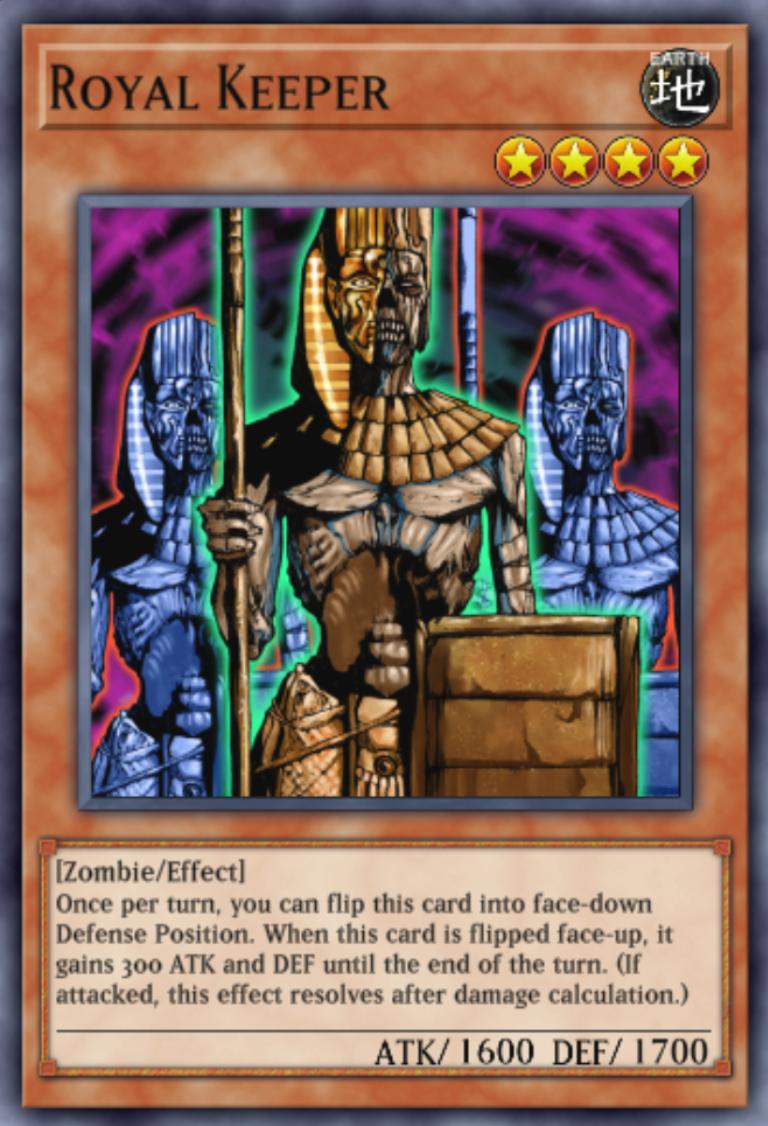 ROYAL KEEPER
EARTH
地
[Zombie/Effect]
Once per turn, you can flip this card into face-down
Defense Position. When this card is flipped face-up, it
gains 300 ATK and DEF until the end of the turn. (If
attacked, this effect resolves after damage calculation.)
ATK/ 1600 DEF/ 1700